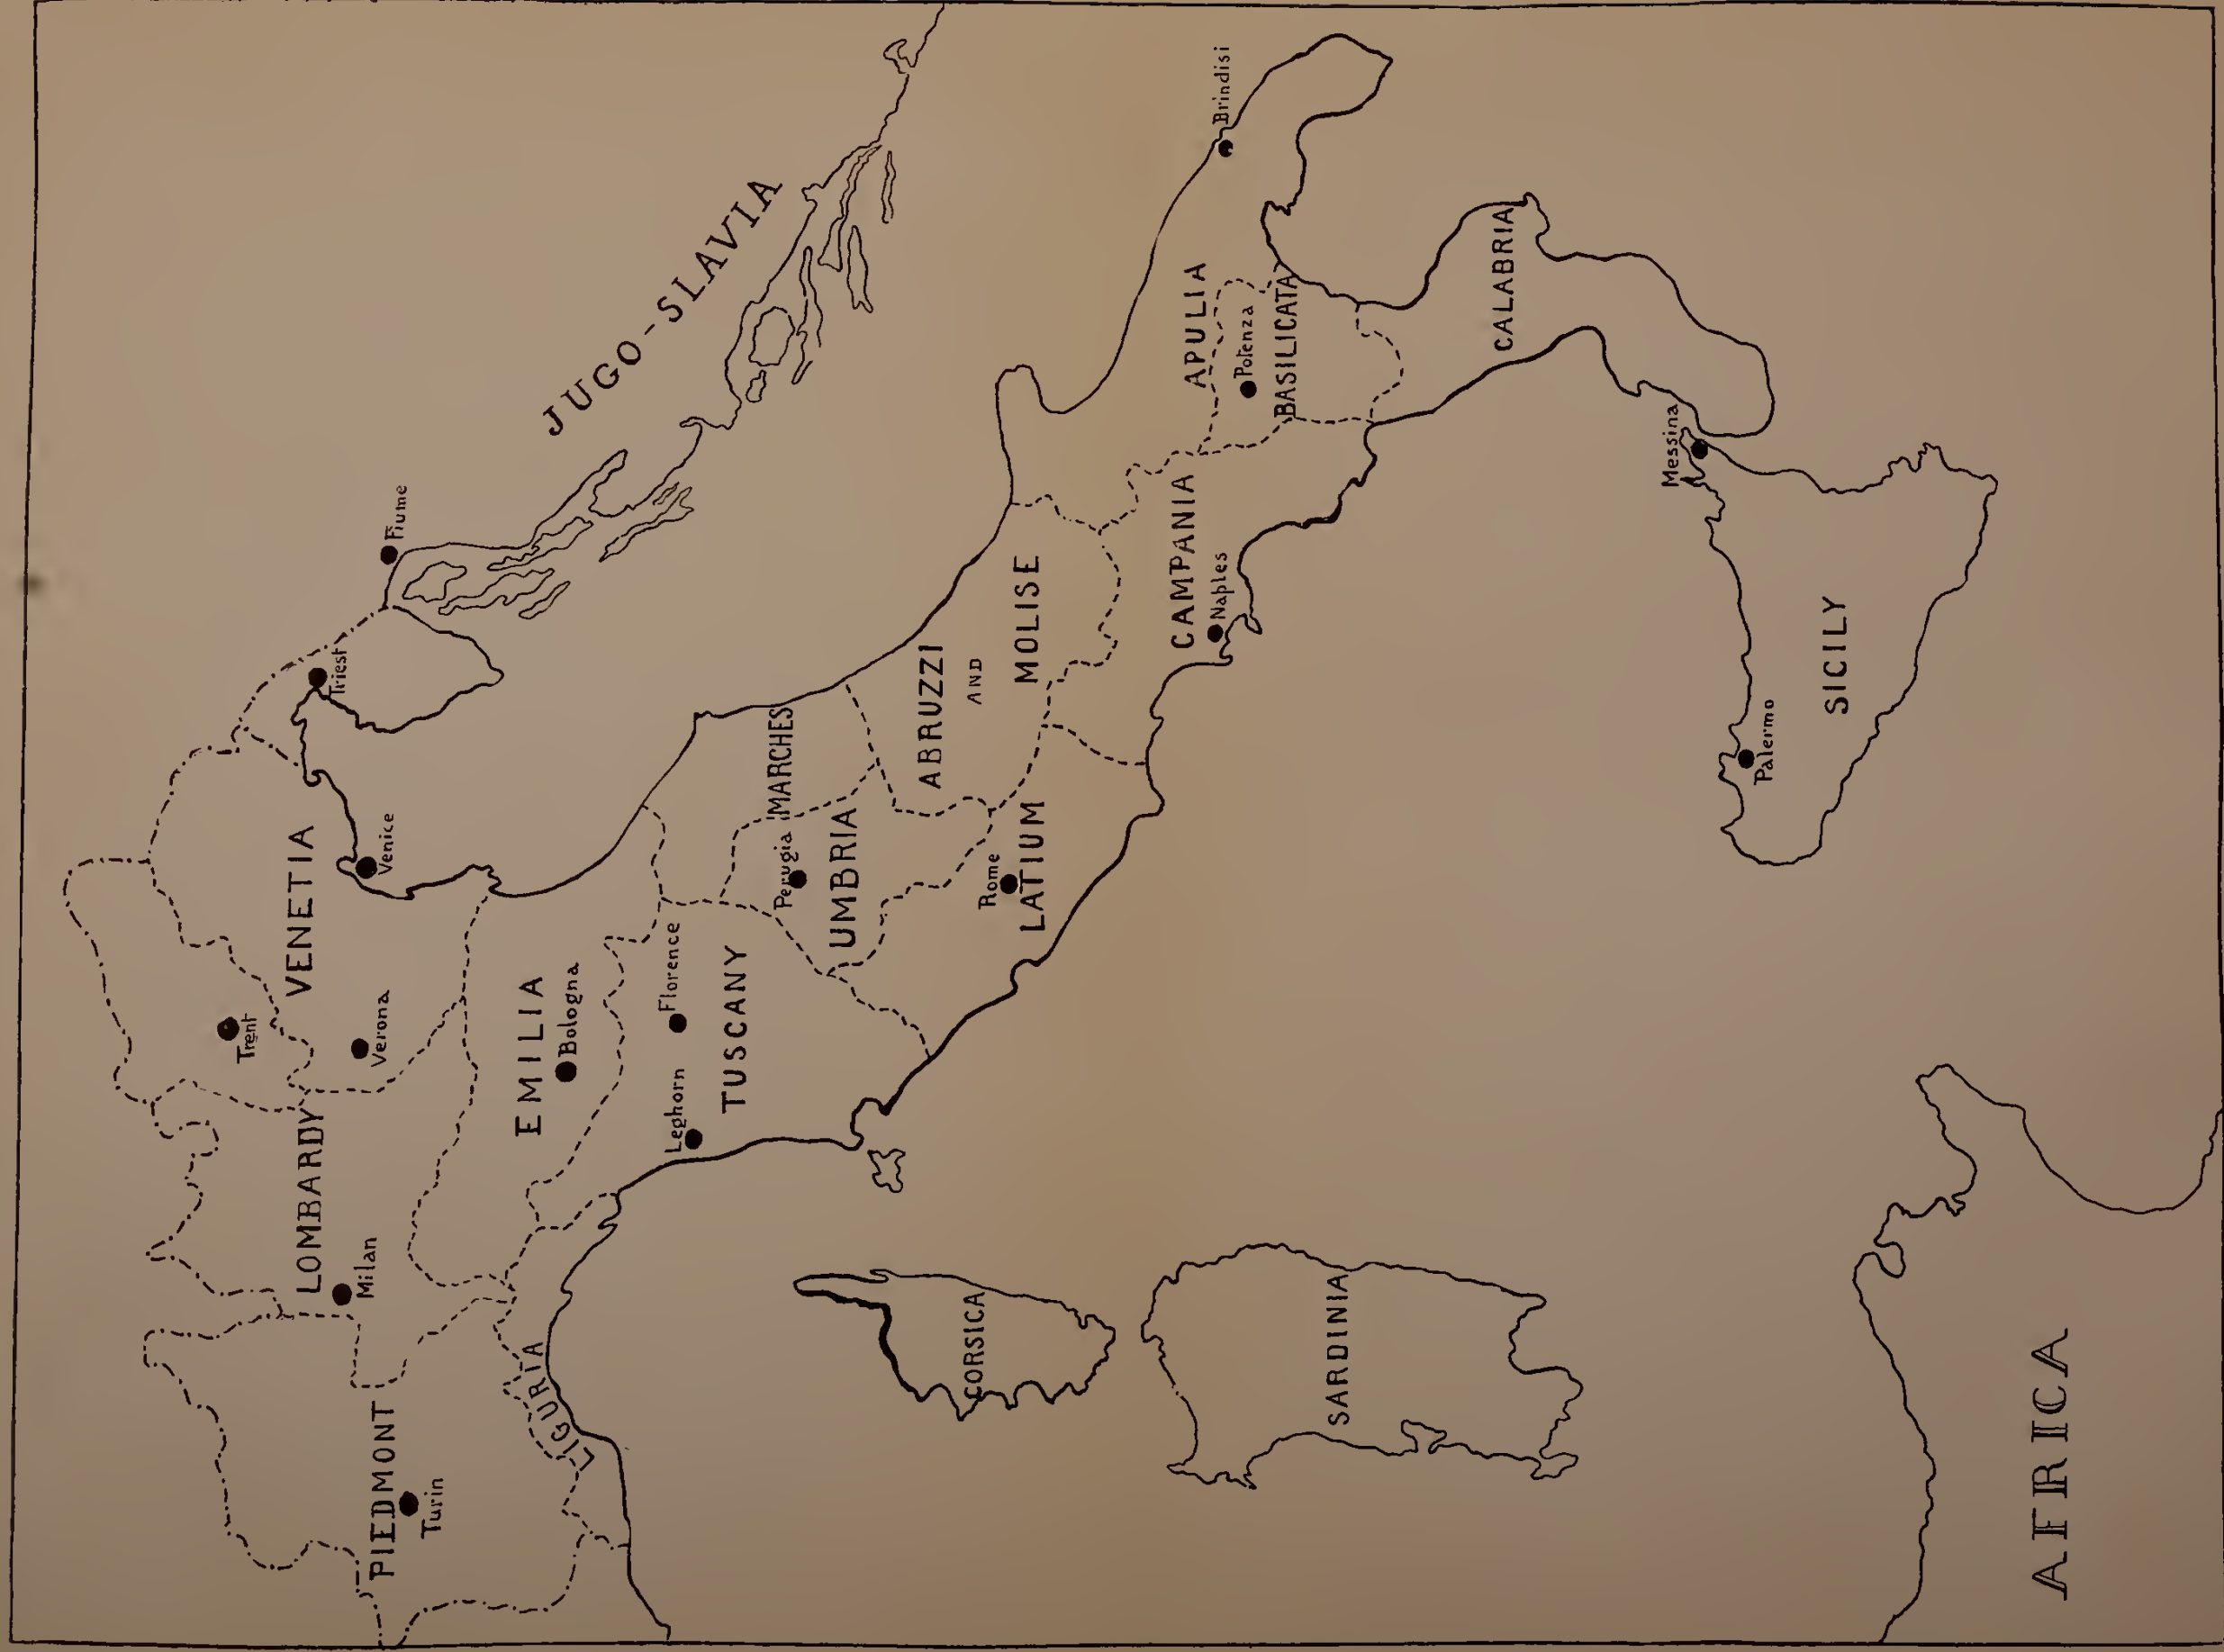 JUGO-SLAVIA
Fiume
Triest
VENETIA
Venice
Trent
Verona
LOMBARDY
Milan
PIEDMONT
Turin
LIGURIA
EMILIA
Bologna
Florence
Leghorn
TUSCANY
MARCHES
Perugia
UMBRIA
ABRUZZI
AND
MOLISE
Rome
LATIUM
CAMPANIA
Naples
APULIA
Potenza
BASILICATA
Brindisi
CALABRIA
Messina
Palermo
SICILY
CORSICA
SARDINIA
AFRICA